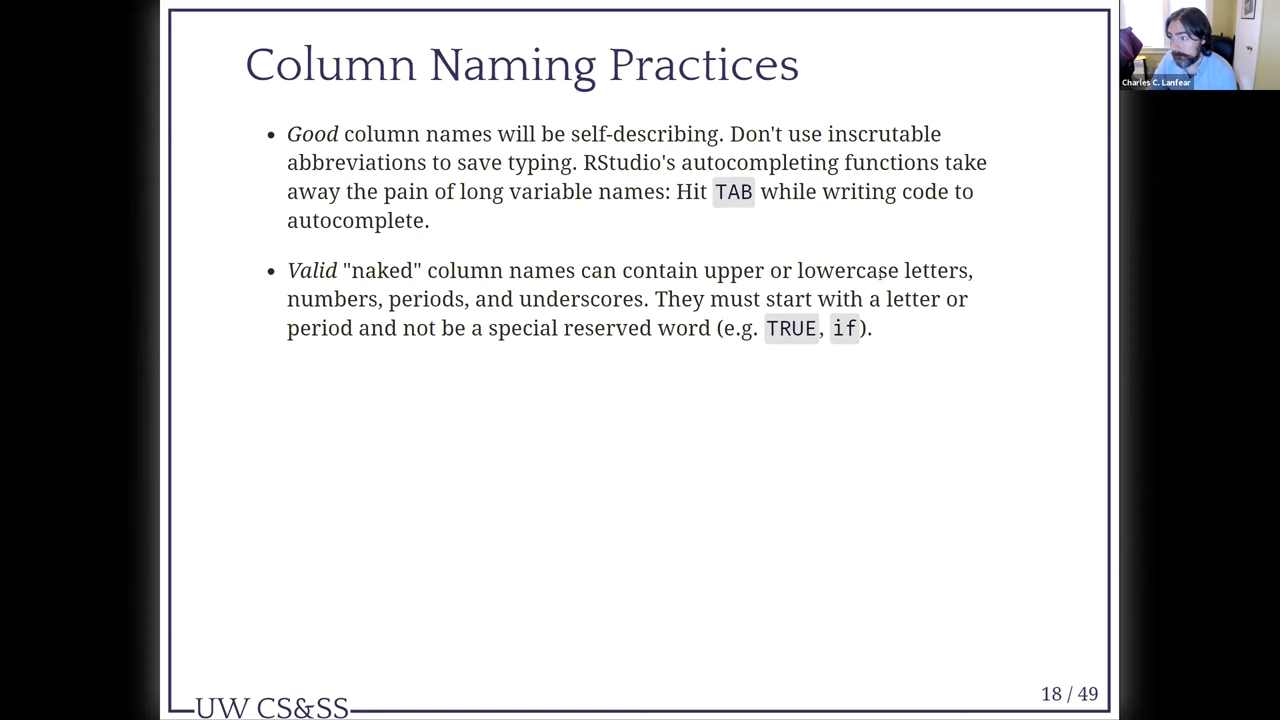 Column Naming Practices
Charles C. Lanfear
• Good column names will be self-describing. Don't use inscrutable
abbreviations to save typing. RStudio's autocompleting functions take
away the pain of long variable names: Hit TAB while writing code to
autocomplete.
• Valid "naked" column names can contain upper or lowercase letters,
numbers, periods, and underscores. They must start with a letter or
period and not be a special reserved word (e.g. TRUE, if).
18 / 49
UW CS&SS